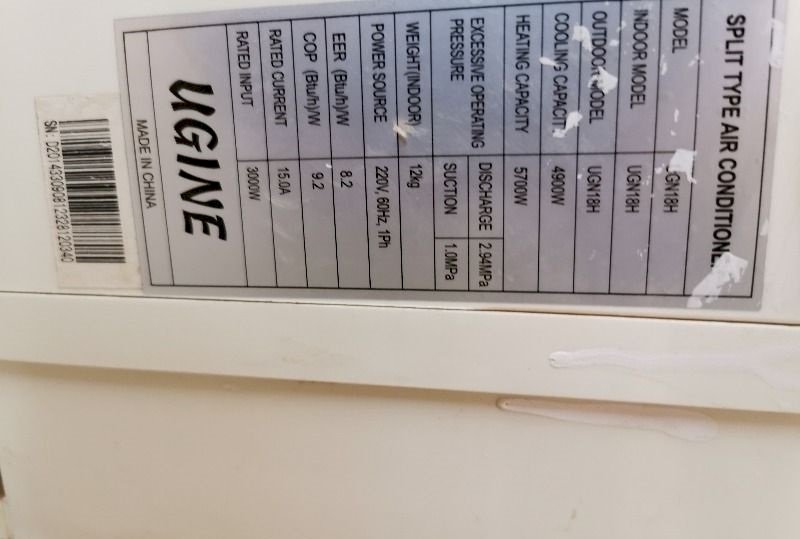 SPLIT TYPE AIR CONDITIONE
MODEL GN18H
INDOOR MODEL UGN18H
OUTDOOR MODEL UGN18H
COOLING CAPACITY 4900W
HEATING CAPACITY 5700W
EXCESSIVE OPERATING PRESSURE DISCHARGE 2.94MPa
SUCTION 1.0MPa
WEIGHT(INDOOR) 12kg
POWER SOURCE 220V, 60Hz, 1Ph
EER (Btu/h)/W 8.2
COP (Btu/h)/W 9.2
RATED CURRENT 15.0A
RATED INPUT 3000W
UGINE
MADE IN CHINA
SN: D201433090812328120340